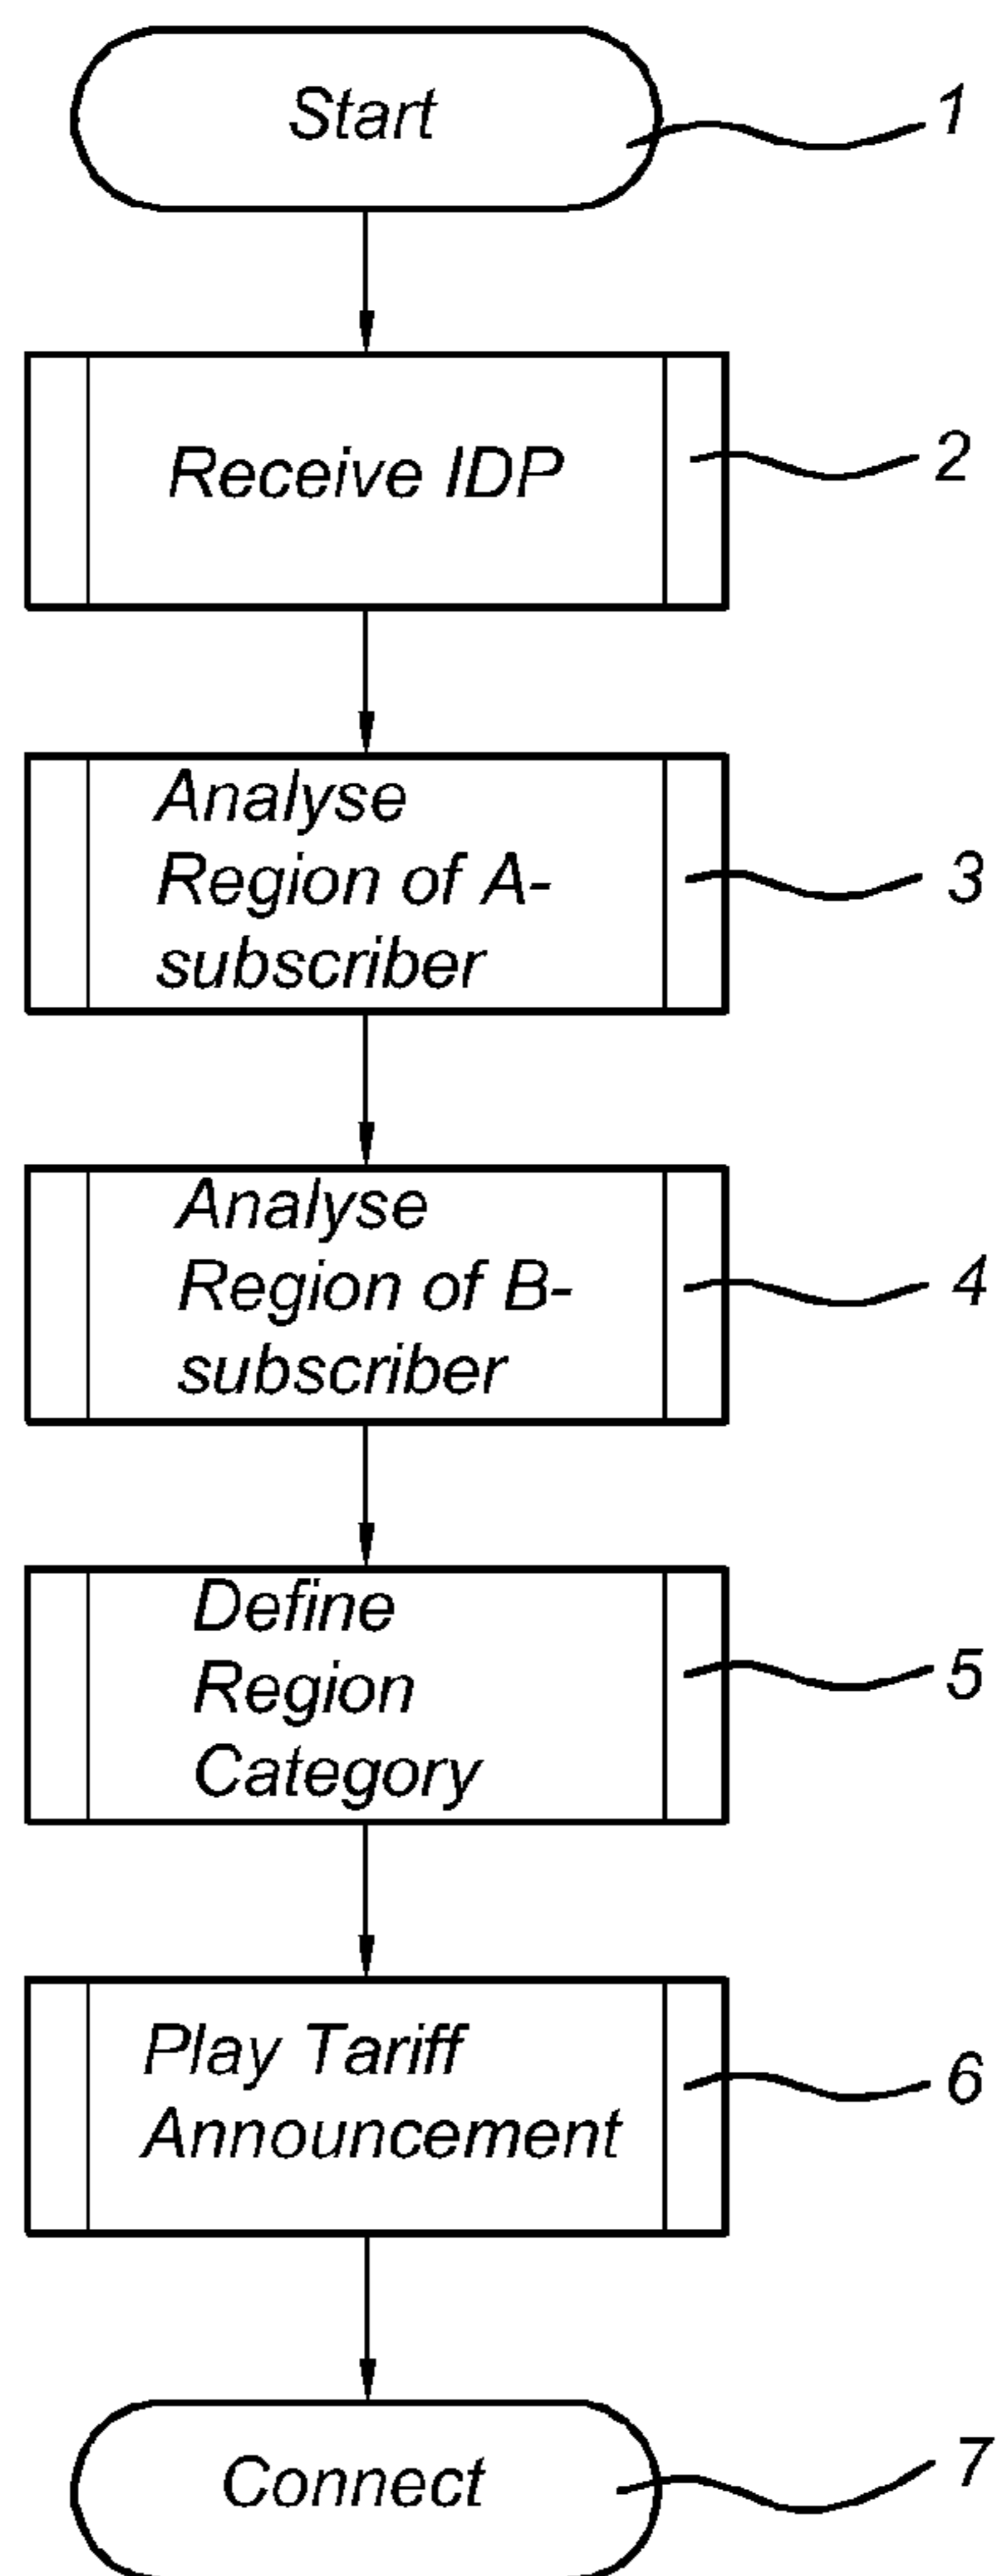 Start
1
Receive IDP
2
Analyse
Region of A-
subscriber
3
Analyse
Region of B-
subscriber
4
Define
Region
Category
5
Play Tariff
Announcement
6
Connect
7